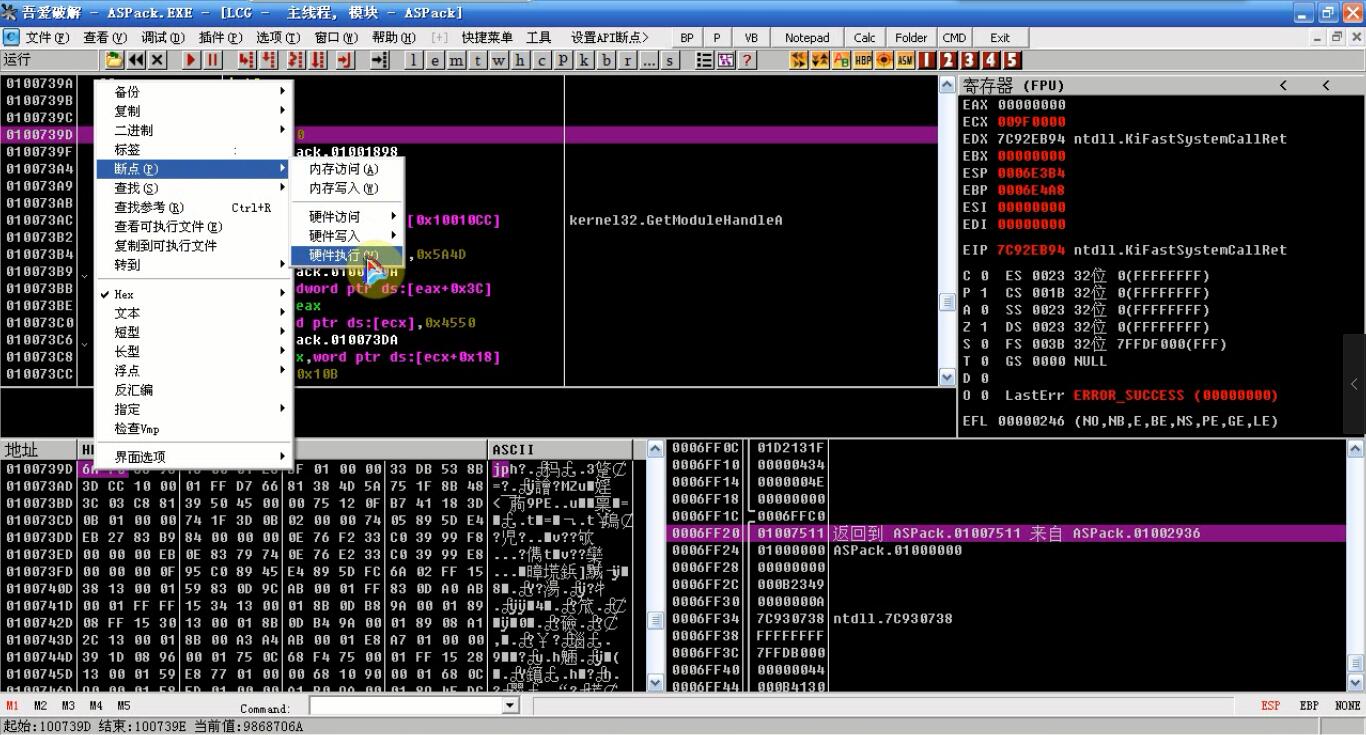 吾爱破解 - ASPack.EXE - [LCG - 主线程, 模块 - ASPack]
文件(F) 查看(V) 调试(D) 插件(P) 选项(T) 窗口(W) 帮助(H) [+] 快捷菜单 工具 设置API断点> BP P VB Notepad Calc Folder CMD Exit
运行 l e m t w h c P k b r ... s ? HBP ASM 1 2 3 4 5
0100739A
0100739B
0100739C
0100739D
0100739F ack.01001898
010073A4
010073A9
010073AB
010073AC [0x10010CC] kernel32.GetModuleHandleA
010073B2
010073B4 ,0x5A4D
010073B9
010073BB dword ptr ds:[eax+0x3C]
010073BE eax
010073C0 d ptr ds:[ecx],0x4550
010073C6 ack.010073DA
010073C8 x,word ptr ds:[ecx+0x18]
010073CC 0x10B
备份
复制
二进制
标签 :
断点(P)
查找(S)
查找参考(R) Ctrl+R
查看可执行文件(E)
复制到可执行文件
转到
Hex
文本
短型
长型
浮点
反汇编
指定
检查Vmp
界面选项
内存访问(A)
内存写入(W)
硬件访问
硬件写入
硬件执行
寄存器 (FPU) < <
EAX 00000000
ECX 009F0000
EDX 7C92EB94 ntdll.KiFastSystemCallRet
EBX 00000000
ESP 0006E3B4
EBP 0006E4A8
ESI 00000000
EDI 00000000
EIP 7C92EB94 ntdll.KiFastSystemCallRet
C 0 ES 0023 32位 0(FFFFFFFF)
P 1 CS 001B 32位 0(FFFFFFFF)
A 0 SS 0023 32位 0(FFFFFFFF)
Z 1 DS 0023 32位 0(FFFFFFFF)
S 0 FS 003B 32位 7FFDF000(FFF)
T 0 GS 0000 NULL
D 0
O 0 LastErr ERROR_SUCCESS (00000000)
EFL 00000246 (NO,NB,E,BE,NS,PE,GE,LE)
地址 ASCII
0100739D 0F 01 00 00 33 DB 53 8B
010073AD 3D CC 10 00 01 FF D7 66 81 38 4D 5A 75 1F 8B 48
010073BD 3C 03 C8 81 39 50 45 00 00 75 12 0F B7 41 18 3D
010073CD 0B 01 00 00 74 1F 3D 0B 02 00 00 74 05 89 5D E4
010073DD EB 27 83 B9 84 00 00 00 0E 76 F2 33 C0 39 99 F8
010073ED 00 00 00 EB 0E 83 79 74 0E 76 E2 33 C0 39 99 E8
010073FD 00 00 00 0F 95 C0 89 45 E4 89 5D FC 6A 02 FF 15
0100740D 38 13 00 01 59 83 0D 9C AB 00 01 FF 83 0D A0 AB
0100741D 00 01 FF FF 15 34 13 00 01 8B 0D B8 9A 00 01 89
0100742D 08 FF 15 30 13 00 01 8B 0D B4 9A 00 01 89 08 A1
0100743D 2C 13 00 01 8B 00 A3 A4 AB 00 01 E8 A7 01 00 00
0100744D 39 1D 08 96 00 01 75 0C 68 F4 75 00 01 FF 15 28
0100745D 13 00 01 59 E8 77 01 00 00 68 10 90 00 01 68 0C
0006FF0C 01D2131F
0006FF10 00000434
0006FF14 0000004E
0006FF18 00000000
0006FF1C 0006FFC0
0006FF20 01007511 返回到 ASPack.01007511 来自 ASPack.01002936
0006FF24 01000000 ASPack.01000000
0006FF28 00000000
0006FF2C 000B2349
0006FF30 0000000A
0006FF34 7C930738 ntdll.7C930738
0006FF38 FFFFFFFF
0006FF3C 7FFDB000
0006FF40 00000044
0006FF44 000B4130
M1 M2 M3 M4 M5 Command: ESP EBP NONE
起始:100739D 结束:100739E 当前值:9868706A